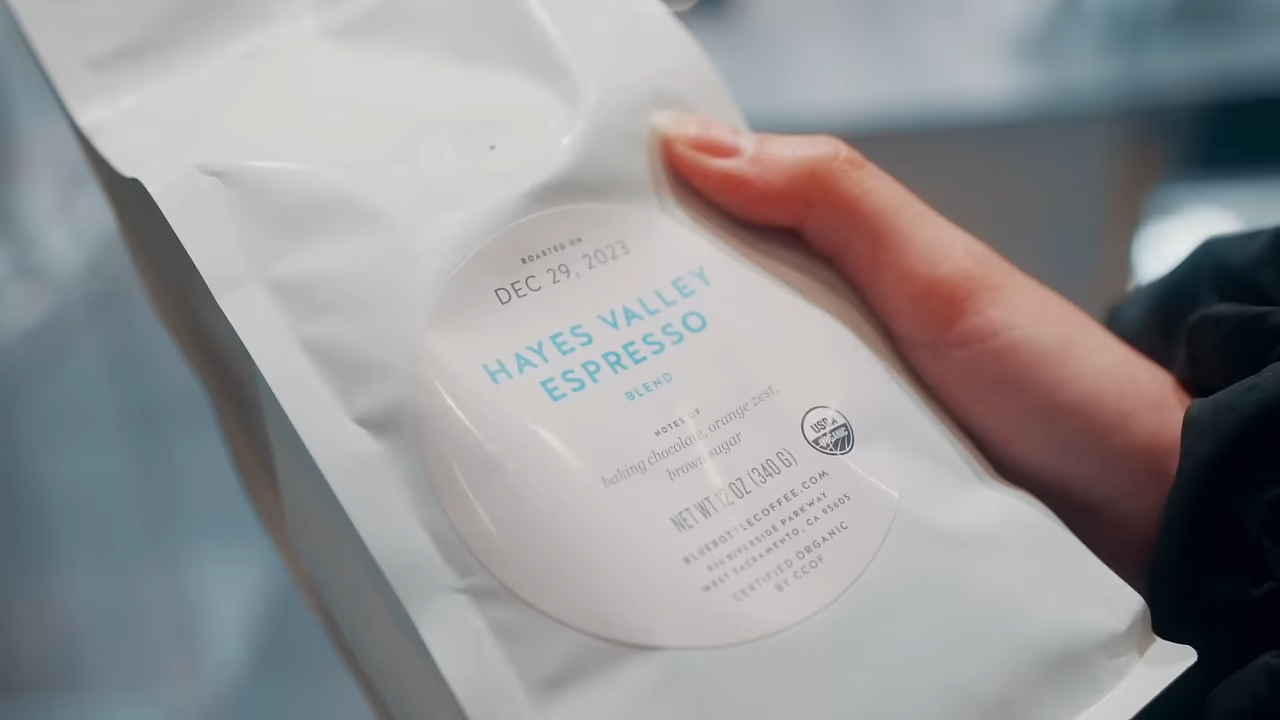 ROASTED ON
DEC 29, 2023
HAYES VALLEY
ESPRESSO
BLEND
NOTES OF
baking chocolate, orange zest,
brown sugar
USDA
ORGANIC
NET WT 12 OZ (340 G)
BLUEBOTTLECOFFEE.COM
RIVERSIDE PARKWAY
WEST SACRAMENTO, CA 95605
CERTIFIED ORGANIC
BY CCOF